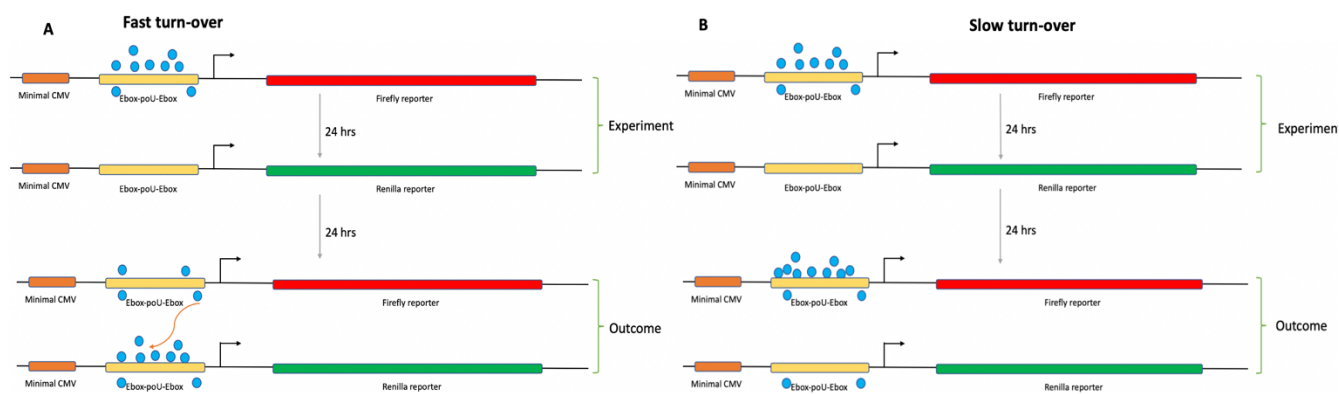 A
Fast turn-over
Minimal CMV
Ebox-poU-Ebox
Firefly reporter
24 hrs
Experiment
Minimal CMV
Ebox-poU-Ebox
Renilla reporter
24 hrs
Minimal CMV
Ebox-poU-Ebox
Firefly reporter
Outcome
Minimal CMV
Ebox-poU-Ebox
Renilla reporter
B
Slow turn-over
Minimal CMV
Ebox-poU-Ebox
Firefly reporter
24 hrs
Experiment
Minimal CMV
Ebox-poU-Ebox
Renilla reporter
24 hrs
Minimal CMV
Ebox-poU-Ebox
Firefly reporter
Outcome
Minimal CMV
Ebox-poU-Ebox
Renilla reporter